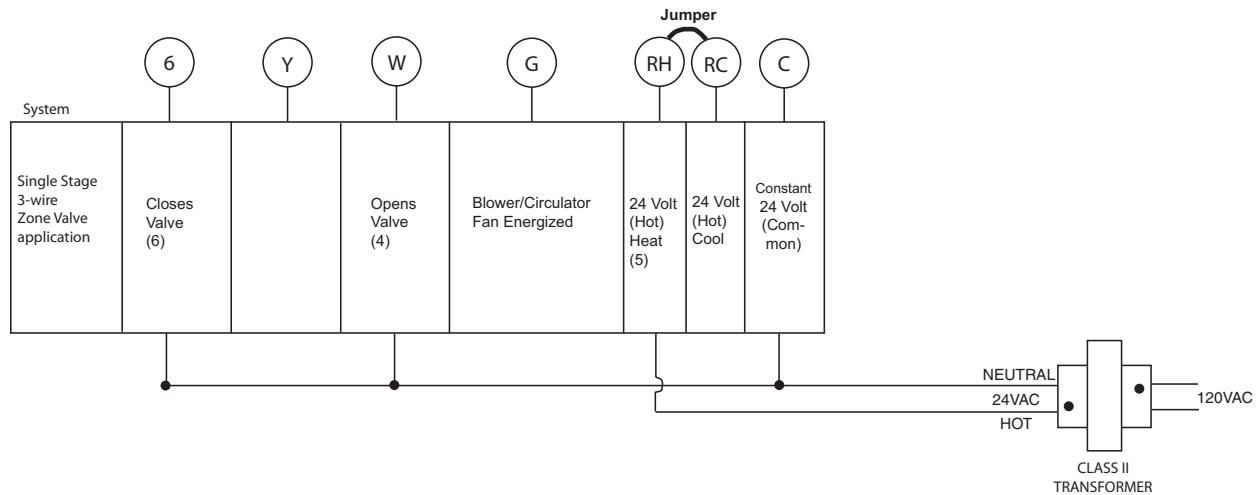 Jumper
6
Y
W
G
RH
RC
C
System
Single Stage
3-wire
Zone Valve
application
Closes
Valve
(6)
Opens
Valve
(4)
Blower/Circulator
Fan Energized
24 Volt
(Hot)
Heat
(5)
24 Volt
(Hot)
Cool
Constant
24 Volt
(Com-
mon)
NEUTRAL
24VAC
HOT
120VAC
CLASS II
TRANSFORMER